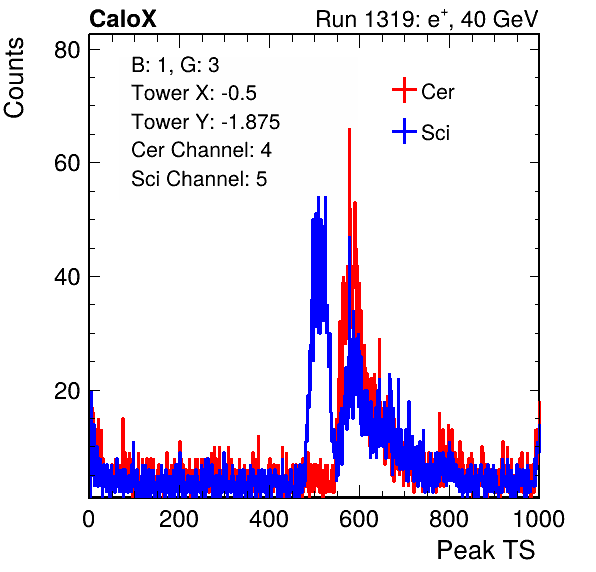 CaloX Run 1319: e+, 40 GeV
Counts
80
60
40
20
B: 1, G: 3
Tower X: -0.5
Tower Y: -1.875
Cer Channel: 4
Sci Channel: 5
Cer
Sci
0 200 400 600 800 1000
Peak TS